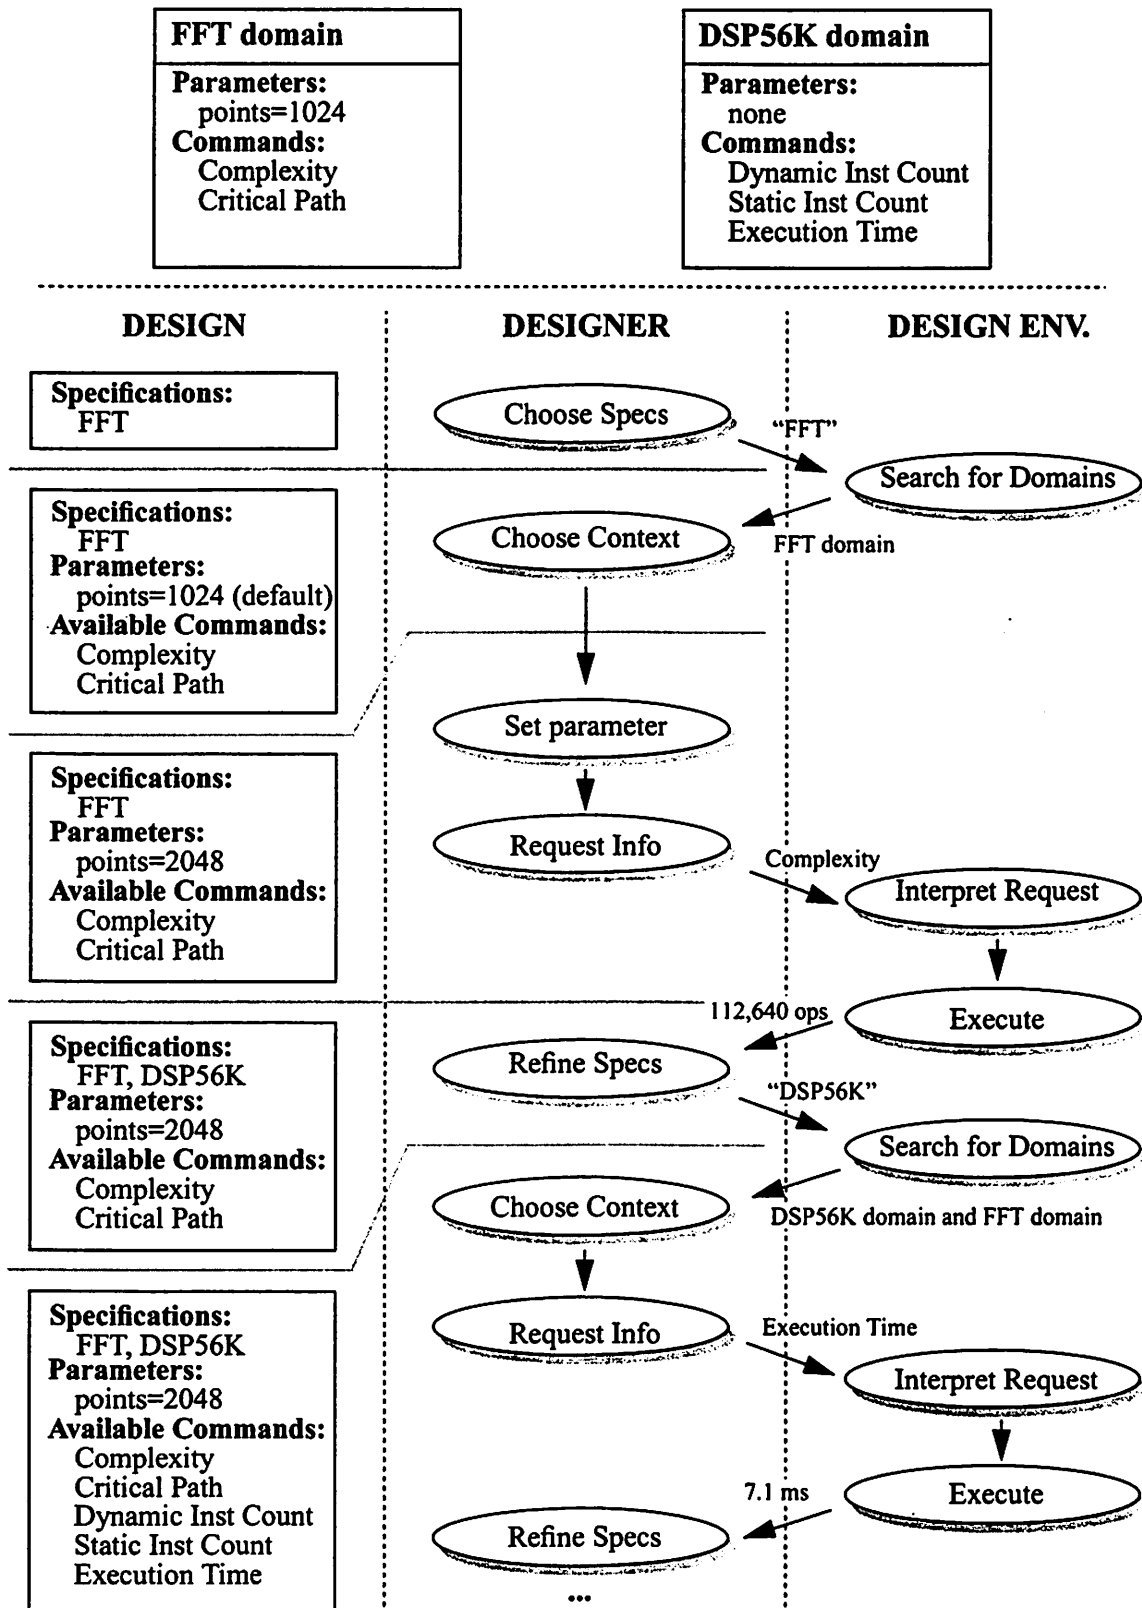 FFT domain
Parameters:
points=1024
Commands:
Complexity
Critical Path
DSP56K domain
Parameters:
none
Commands:
Dynamic Inst Count
Static Inst Count
Execution Time
DESIGN
DESIGNER
DESIGN ENV.
Specifications:
FFT
Choose Specs
“FFT”
Search for Domains
Specifications:
FFT
Parameters:
points=1024 (default)
Available Commands:
Complexity
Critical Path
Choose Context
FFT domain
Set parameter
Specifications:
FFT
Parameters:
points=2048
Available Commands:
Complexity
Critical Path
Request Info
Complexity
Interpret Request
Execute
112,640 ops
Refine Specs
Specifications:
FFT, DSP56K
Parameters:
points=2048
Available Commands:
Complexity
Critical Path
“DSP56K”
Search for Domains
Choose Context
DSP56K domain and FFT domain
Specifications:
FFT, DSP56K
Parameters:
points=2048
Available Commands:
Complexity
Critical Path
Dynamic Inst Count
Static Inst Count
Execution Time
Request Info
Execution Time
Interpret Request
Execute
7.1 ms
Refine Specs
...